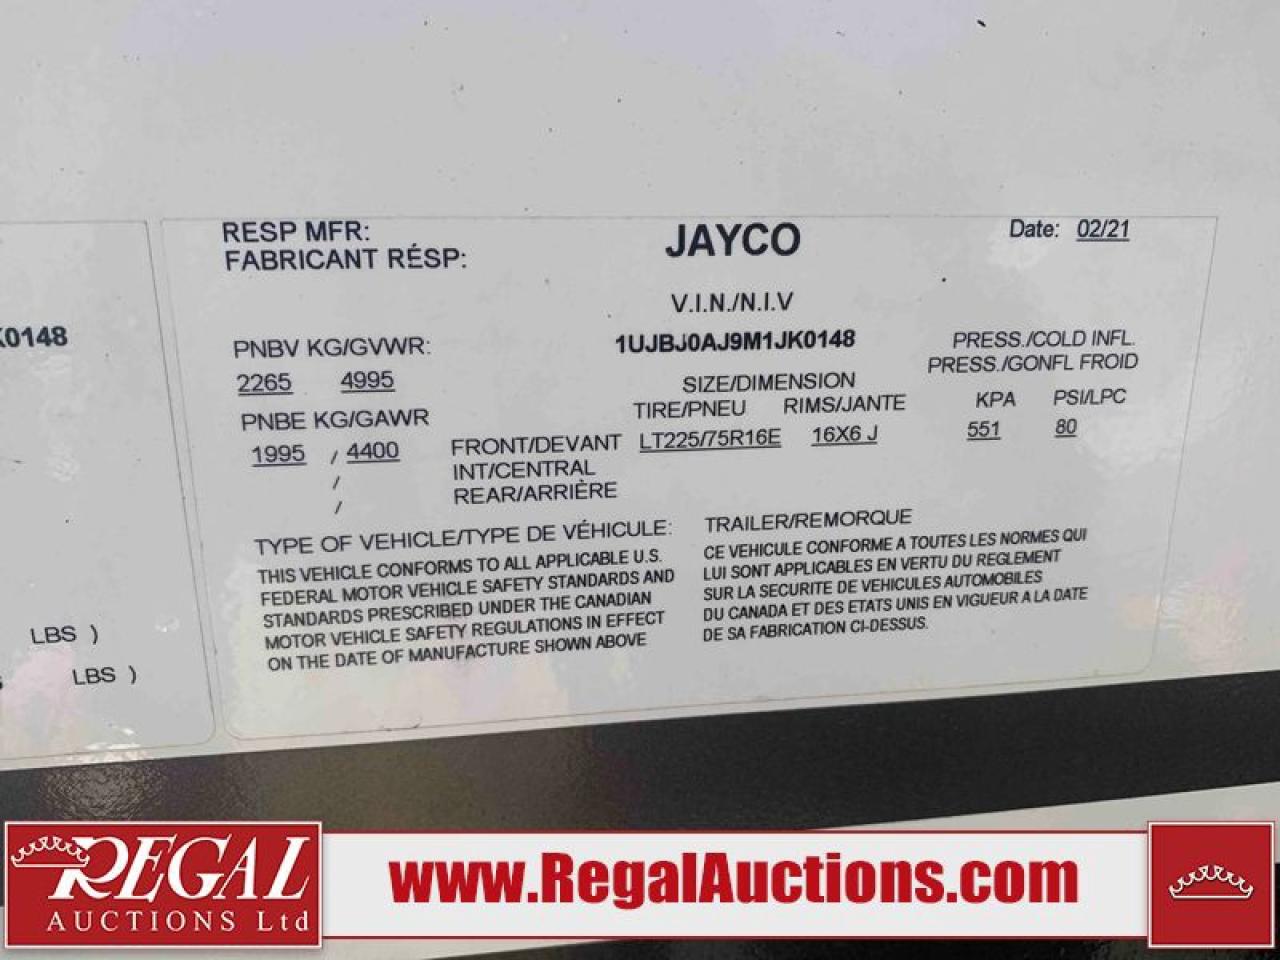 RESP MFR:
FABRICANT RÉSP:
JAYCO
Date: 02/21
V.I.N./N.I.V
K0148
PNBV KG/GVWR:
1UJBJ0AJ9M1JK0148
PRESS./COLD INFL.
PRESS./GONFL FROID
2265 4995
SIZE/DIMENSION
PNBE KG/GAWR
TIRE/PNEU RIMS/JANTE KPA PSI/LPC
1995 / 4400 FRONT/DEVANT LT225/75R16E 16X6 J 551 80
/ INT/CENTRAL
/ REAR/ARRIÈRE
TYPE OF VEHICLE/TYPE DE VÉHICULE: TRAILER/REMORQUE
THIS VEHICLE CONFORMS TO ALL APPLICABLE U.S.
FEDERAL MOTOR VEHICLE SAFETY STANDARDS AND
STANDARDS PRESCRIBED UNDER THE CANADIAN
MOTOR VEHICLE SAFETY REGULATIONS IN EFFECT
ON THE DATE OF MANUFACTURE SHOWN ABOVE
CE VEHICULE CONFORME A TOUTES LES NORMES QUI
LUI SONT APPLICABLES EN VERTU DU REGLEMENT
SUR LA SECURITE DE VEHICULES AUTOMOBILES
DU CANADA ET DES ETATS UNIS EN VIGUEUR A LA DATE
DE SA FABRICATION CI-DESSUS.
LBS )
LBS )
REGAL
AUCTIONS Ltd
www.RegalAuctions.com